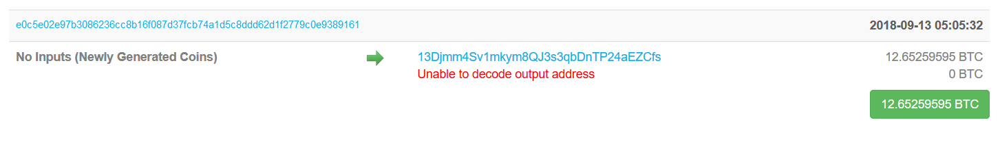 e0c5e02e97b3086236cc8b16f087d37fcb74a1d5c8ddd62d1f2779c0e9389161 2018-09-13 05:05:32
No Inputs (Newly Generated Coins) 13Djmm4Sv1mkym8QJ3s3qbDnTP24aEZCfs 12.65259595 BTC
Unable to decode output address 0 BTC
12.65259595 BTC